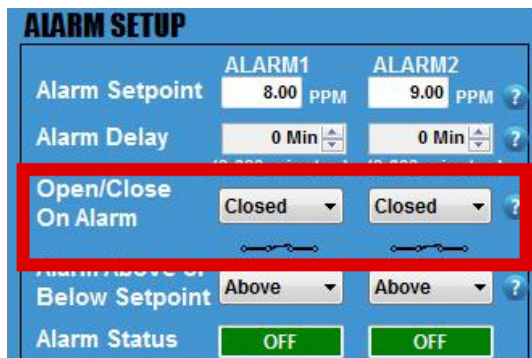 ALARM SETUP
ALARM1 ALARM2
Alarm Setpoint 8.00 PPM 9.00 PPM ?
Alarm Delay 0 Min 0 Min ?
Open/Close
On Alarm Closed Closed ?
Below Setpoint Above Above ?
Alarm Status OFF OFF